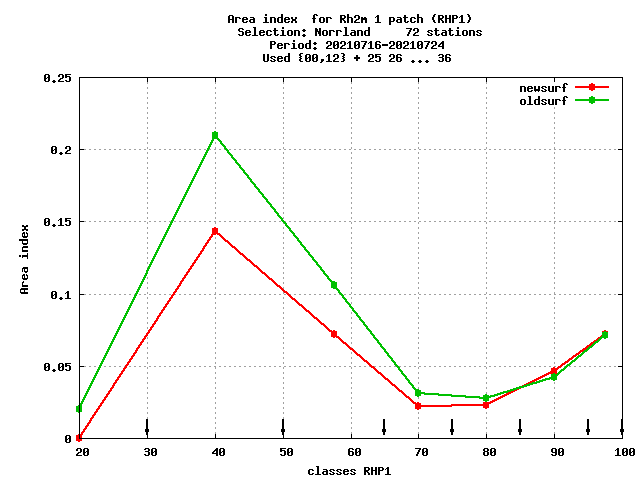 Area index  for Rh2m 1 patch (RHP1)
Selection: Norrland     72 stations
Period: 20210716-20210724
Used {00,12} + 25 26 ... 36
0.25
0.2
0.15
0.1
0.05
0
Area index
newsurf
oldsurf
20 30 40 50 60 70 80 90 100
classes RHP1